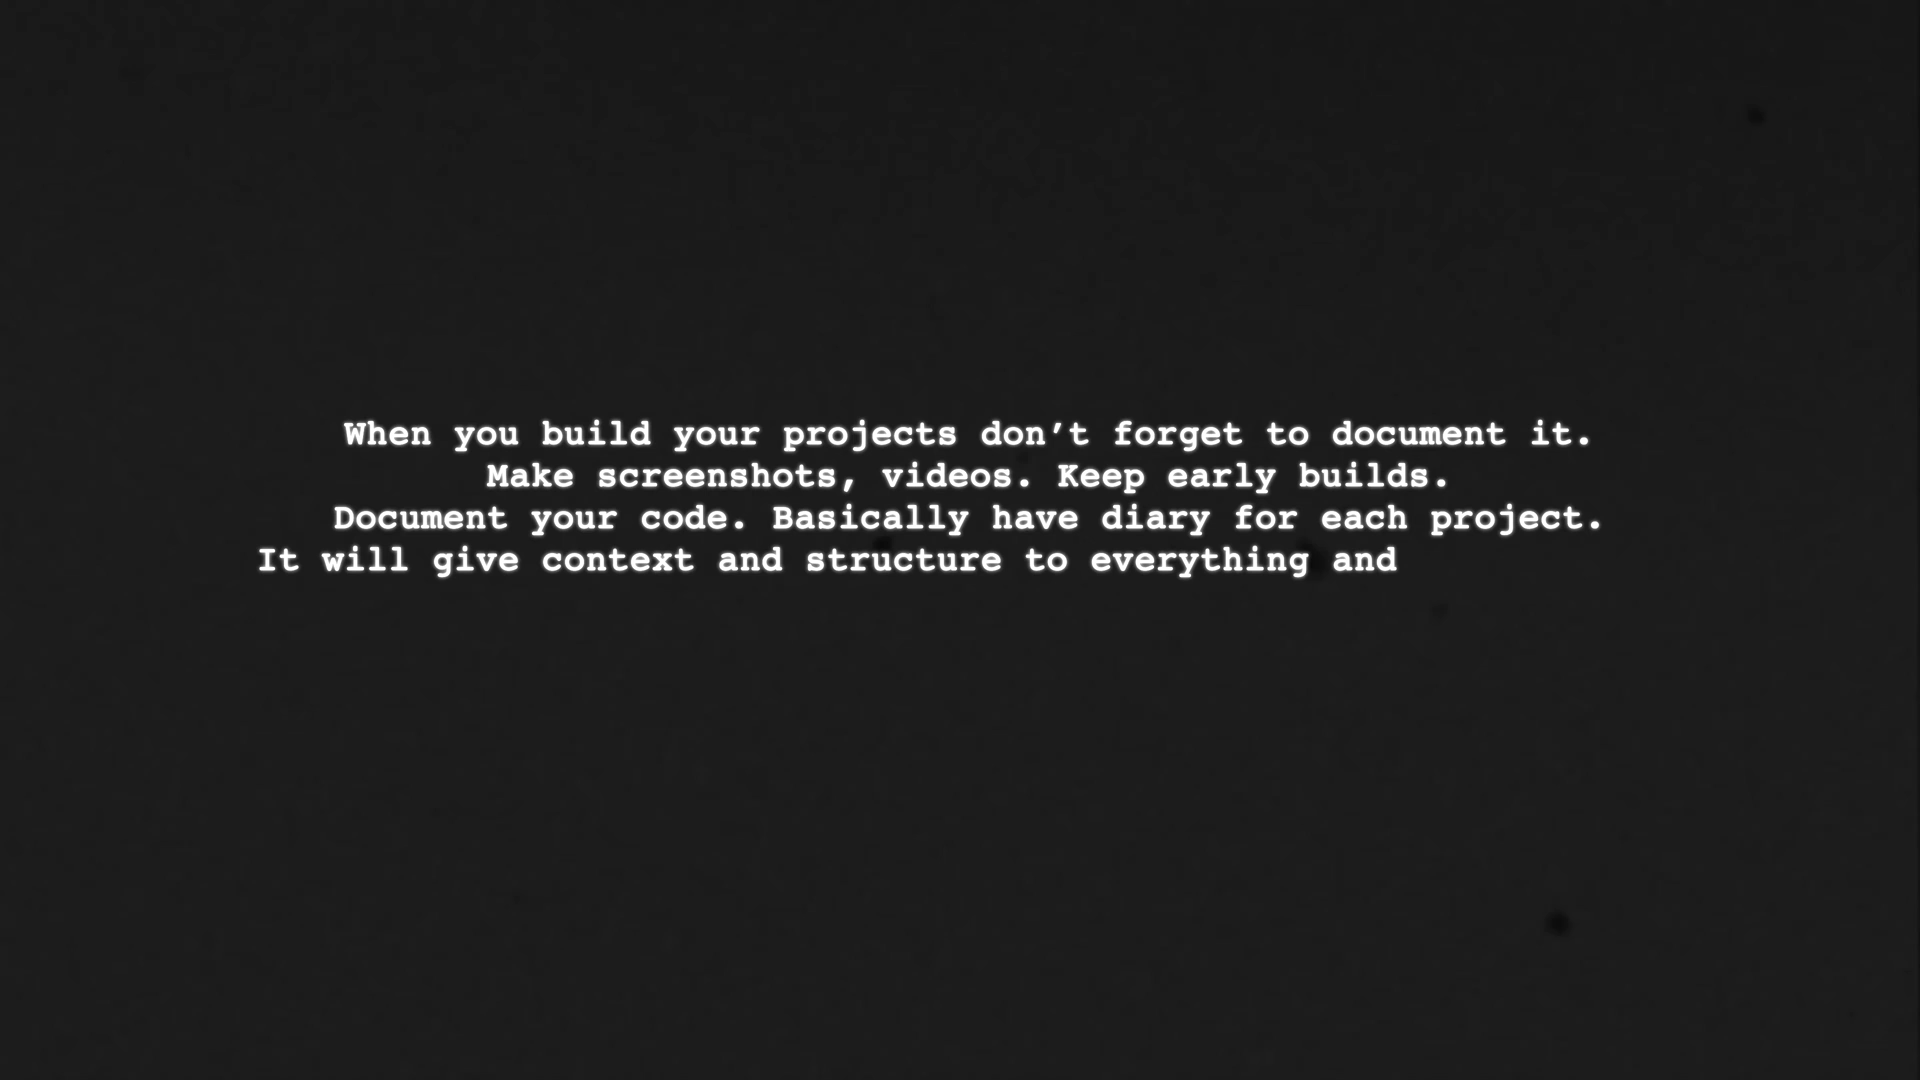 When you build your projects don’t forget to document it.
Make screenshots, videos. Keep early builds.
Document your code. Basically have diary for each project.
It will give context and structure to everything and